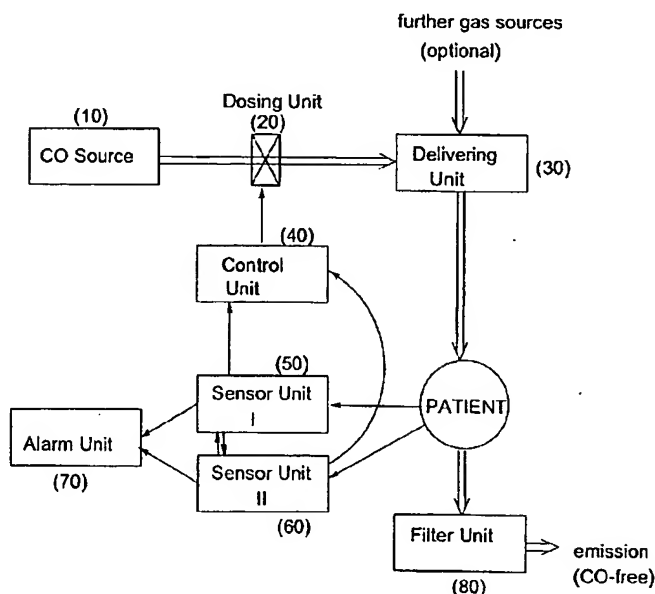 further gas sources
(optional)
Dosing Unit
(10)
(20)
CO Source
Delivering
Unit
(30)
(40)
Control
Unit
(50)
Sensor Unit
I
PATIENT
Alarm Unit
Sensor Unit
II
(70)
(60)
Filter Unit
emission
(CO-free)
(80)